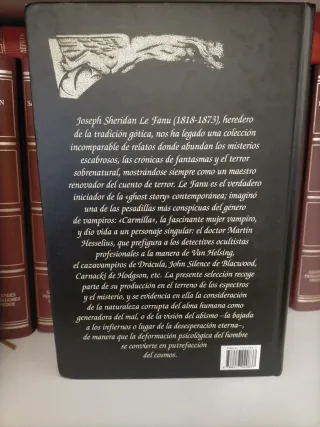 Joseph Sheridan Le Fanu (1818-1873), heredero
de la tradición gótica, nos ha legado una colección
incomparable de relatos donde abundan los misterios
escabrosos, las crónicas de fantasmas y el terror
sobrenatural, mostrándose siempre como un maestro
renovador del cuento de terror. Le Fanu es el verdadero
iniciador de la «ghost story» contemporánea; imaginó
una de las pesadillas más conspicuas del género
de vampiros: «Carmilla», la fascinante mujer vampiro,
y dio vida a un personaje singular: el doctor Martin
Hesselius, que prefigura a los detectives ocultistas
profesionales a la manera de Van Helsing,
el cazavampiros de Drácula, John Silence de Blacwood,
Carnacki de Hodgson, etc. La presente selección recoge
parte de su producción en el terreno de los espectros
y el misterio, y se evidencia en ella la consideración
de la naturaleza corrupta del alma humana como
generadora del mal, o de la visión del abismo –la bajada
a los infiernos o lugar de la desesperación eterna–,
de manera que la deformación psicológica del hombre
se convierte en putrefacción
del cosmos.